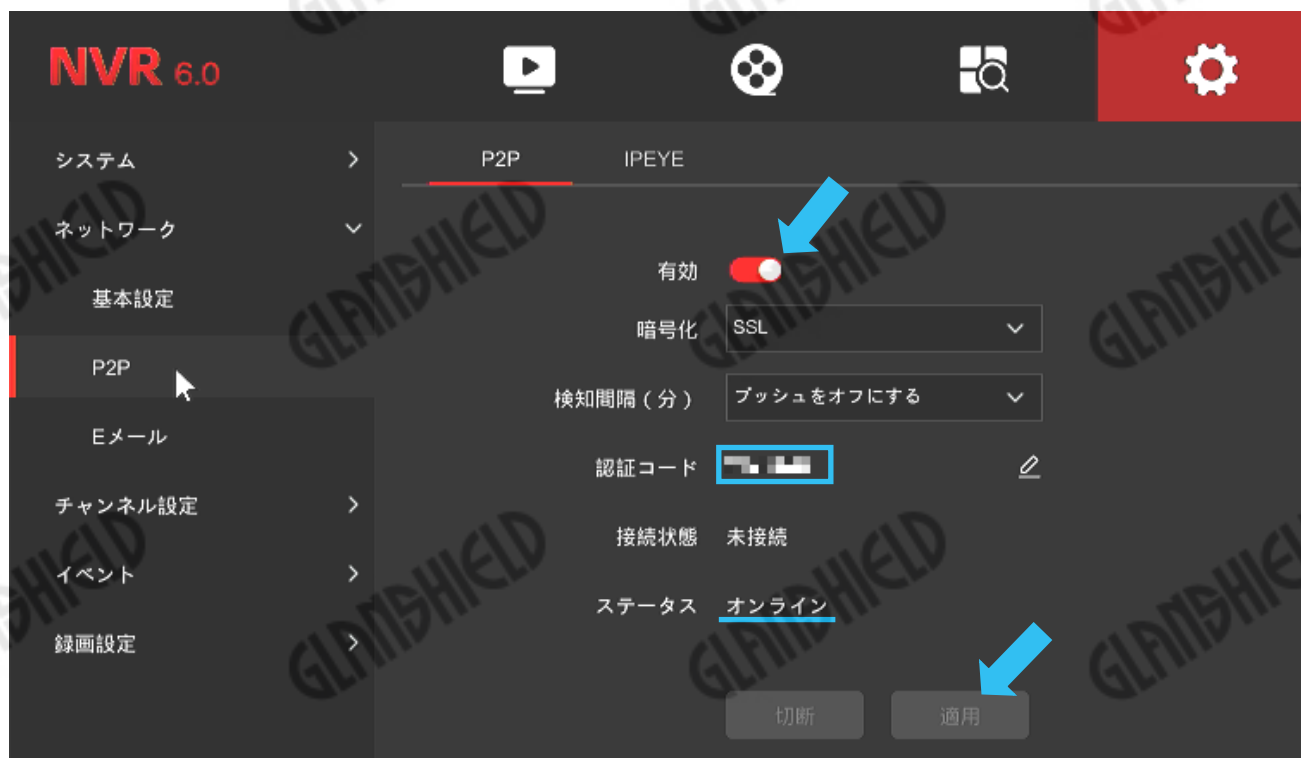 NVR 6.0
システム
ネットワーク
基本設定
P2P
Eメール
チャンネル設定
イベント
録画設定
P2P IPEYE
有効
暗号化 SSL
検知間隔(分) プッシュをオフにする
認証コード
接続状態 未接続
ステータス オンライン
切断 適用
GLANSHIELD
GLANSHIELD
GLANSHIELD
GLANSHIELD